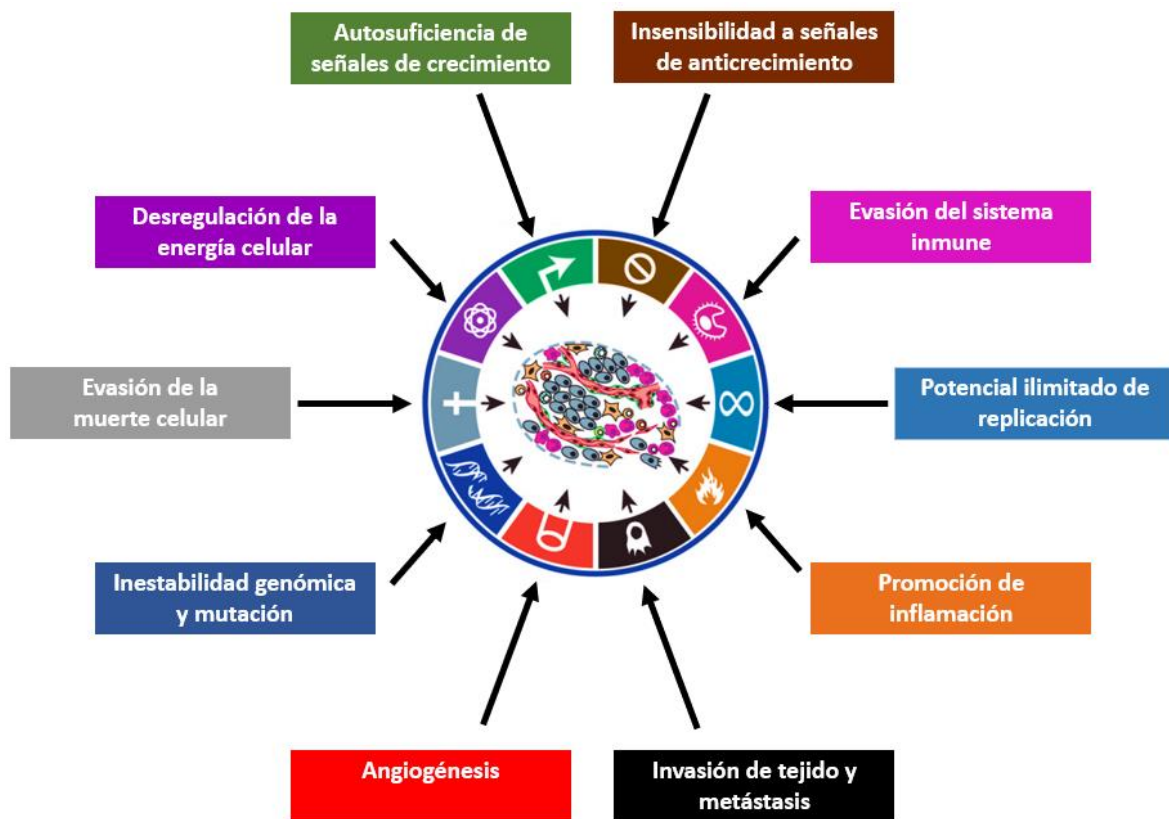 Autosuficiencia de
señales de crecimiento
Insensibilidad a señales
de anticrecimiento
Desregulación de la
energía celular
Evasión del sistema
inmune
Evasión de la
muerte celular
Potencial ilimitado de
replicación
Inestabilidad genómica
y mutación
Promoción de
inflamación
Angiogénesis
Invasión de tejido y
metástasis